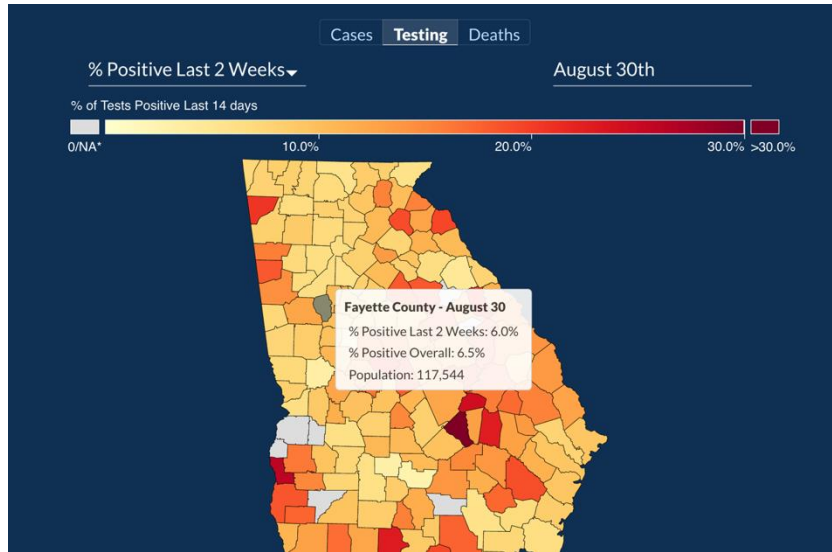 Cases Testing Deaths
% Positive Last 2 Weeks
August 30th
% of Tests Positive Last 14 days
0/NA* 10.0% 20.0% 30.0% >30.0%
Fayette County - August 30
% Positive Last 2 Weeks: 6.0%
% Positive Overall: 6.5%
Population: 117,544